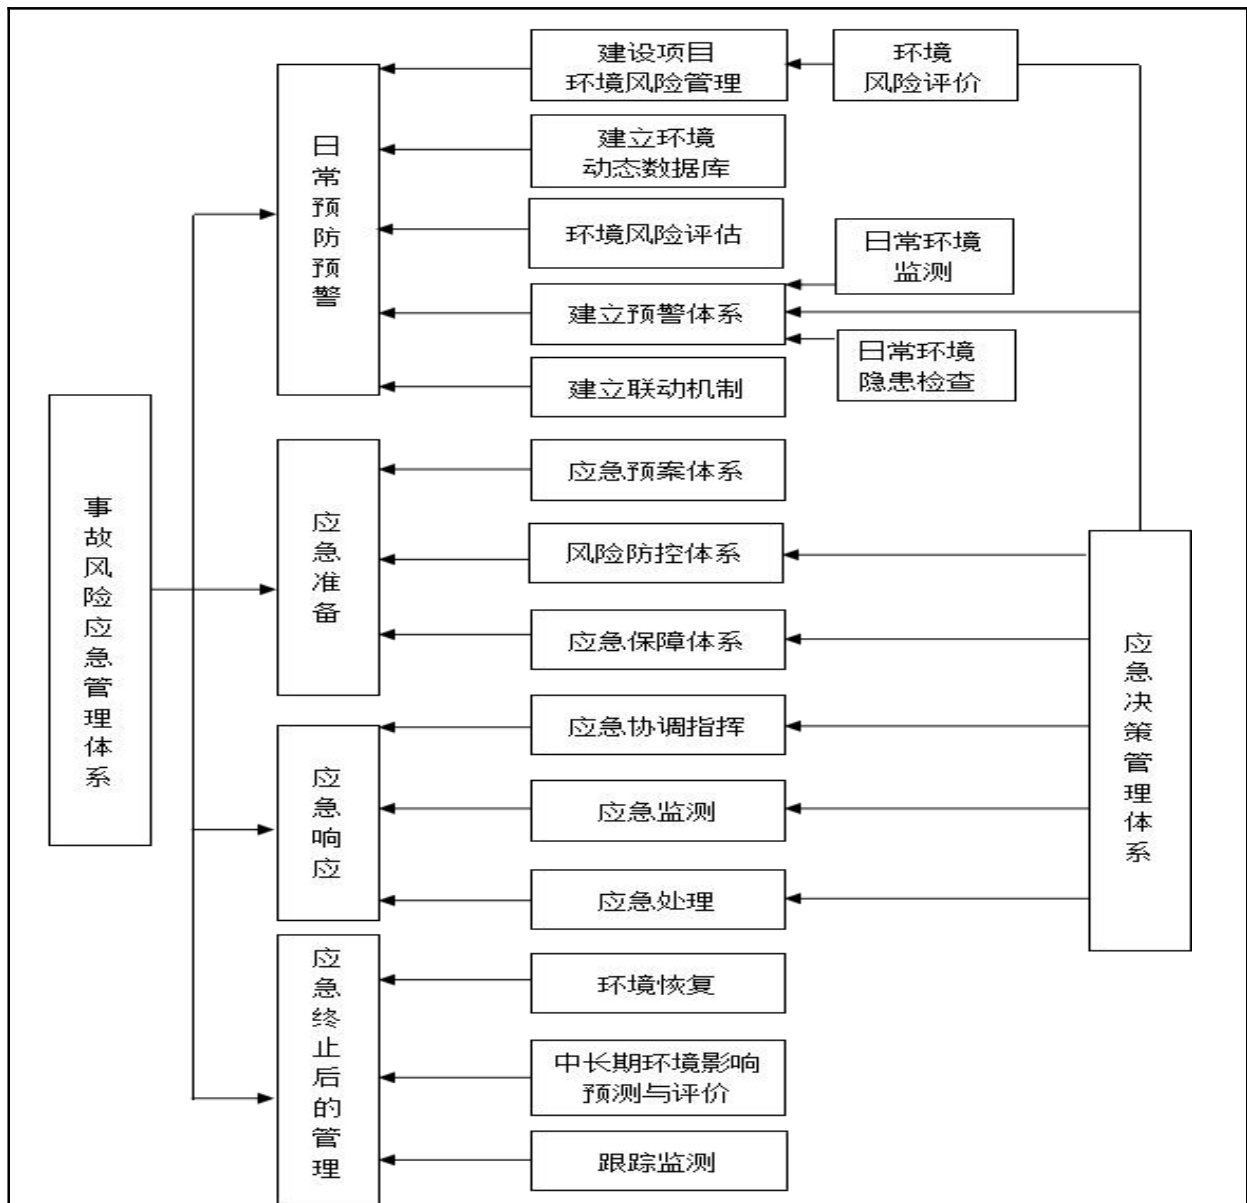 建设项目
环境风险管理
环境
风险评价
日常预防预警
建立环境
动态数据库
环境风险评估
日常环境
监测
建立预警体系
日常环境
隐患检查
建立联动机制
事故风险应急管理体系
应急准备
应急预案体系
风险防控体系
应急保障体系
应急决策管理体系
应急响应
应急协调指挥
应急监测
应急处理
应急终止后的管理
环境恢复
中长期环境影响
预测与评价
跟踪监测